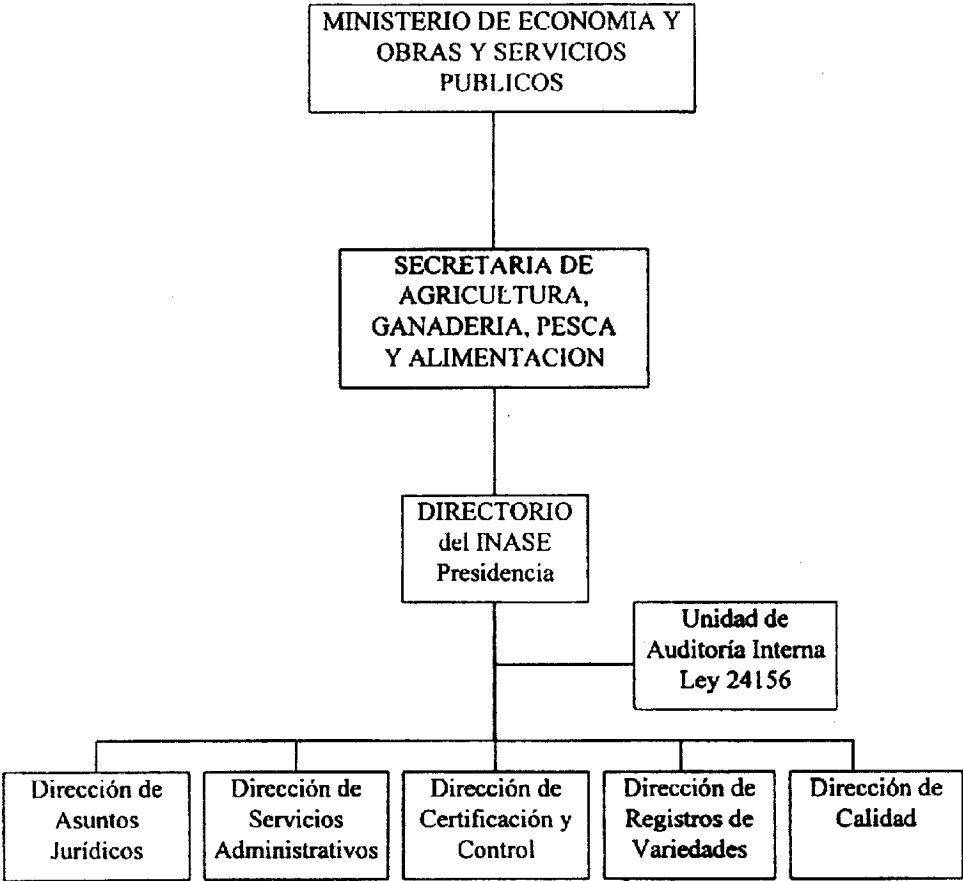 MINISTERIO DE ECONOMIA Y
OBRAS Y SERVICIOS
PUBLICOS
SECRETARIA DE
AGRICULTURA,
GANADERIA, PESCA
Y ALIMENTACION
DIRECTORIO
del INASE
Presidencia
Unidad de
Auditoría Interna
Ley 24156
Dirección de
Asuntos
Jurídicos
Dirección de
Servicios
Administrativos
Dirección de
Certificación y
Control
Dirección de
Registros de
Variedades
Dirección de
Calidad